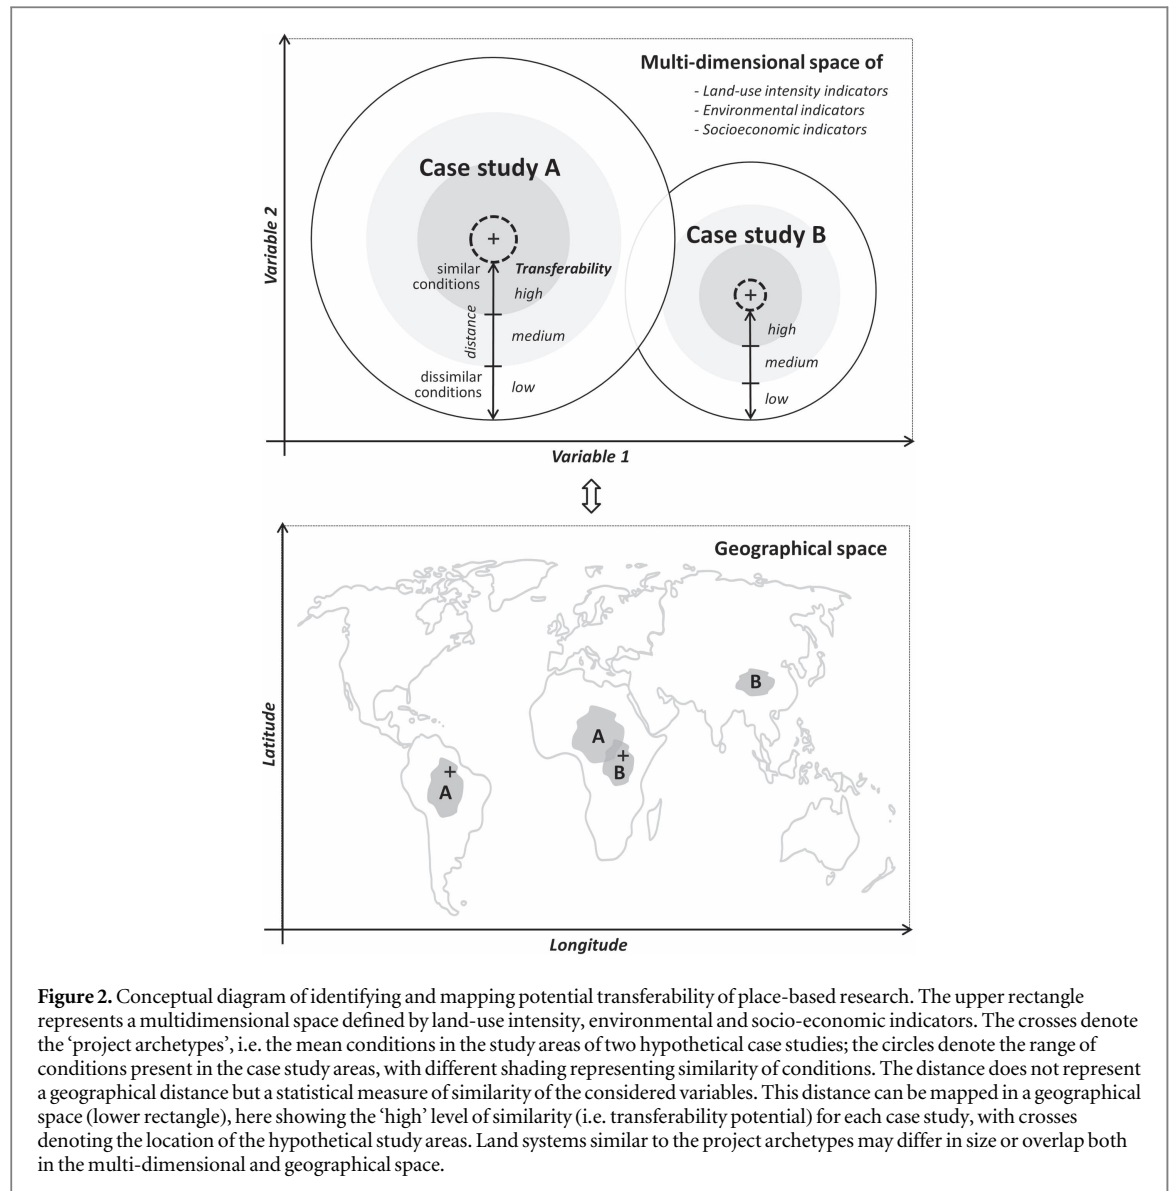 Multi-dimensional space of
- Land-use intensity indicators
- Environmental indicators
- Socioeconomic indicators
Case study A
Case study B
Variable 2
+
+
similar
conditions
Transferability
high
distance
medium
dissimilar
conditions
low
high
medium
low
Variable 1
Geographical space
Latitude
B
A
+
B
+
A
Longitude
Figure 2. Conceptual diagram of identifying and mapping potential transferability of place-based research. The upper rectangle
represents a multidimensional space defined by land-use intensity, environmental and socio-economic indicators. The crosses denote
the ‘project archetypes’, i.e. the mean conditions in the study areas of two hypothetical case studies; the circles denote the range of
conditions present in the case study areas, with different shading representing similarity of conditions. The distance does not represent
a geographical distance but a statistical measure of similarity of the considered variables. This distance can be mapped in a geographical
space (lower rectangle), here showing the ‘high’ level of similarity (i.e. transferability potential) for each case study, with crosses
denoting the location of the hypothetical study areas. Land systems similar to the project archetypes may differ in size or overlap both
in the multi-dimensional and geographical space.